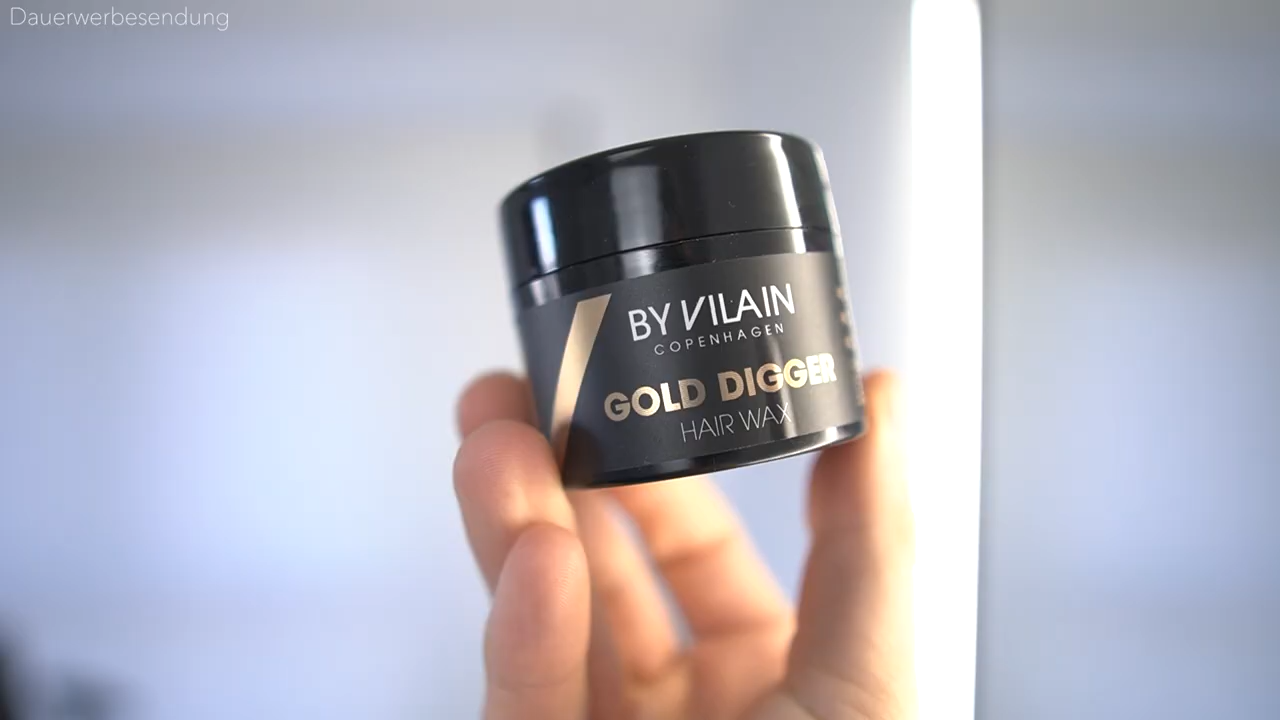 Dauerwerbesendung
BY VILAIN
COPENHAGEN
GOLD DIGGER
HAIR WAX